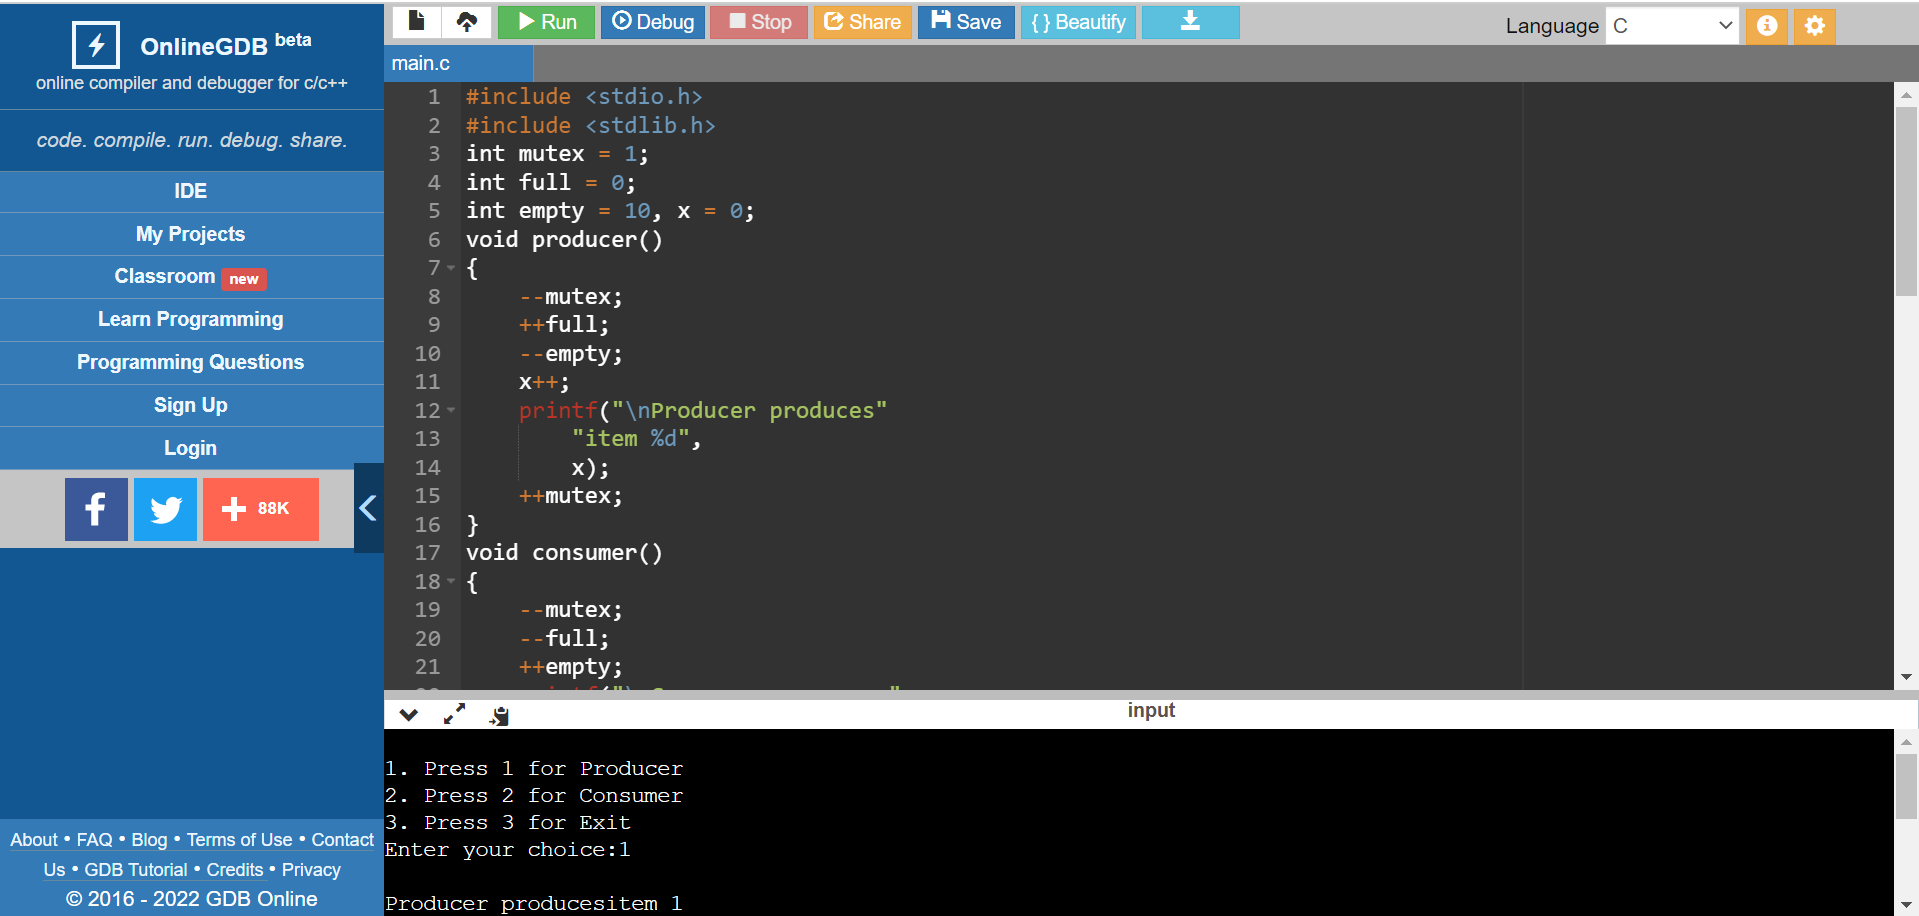 OnlineGDB beta
online compiler and debugger for c/c++
code. compile. run. debug. share.
IDE
My Projects
Classroom new
Learn Programming
Programming Questions
Sign Up
Login
88K
About • FAQ • Blog • Terms of Use • Contact
Us • GDB Tutorial • Credits • Privacy
© 2016 - 2022 GDB Online
Run Debug Stop Share Save { } Beautify
Language C
main.c
1 #include <stdio.h>
2 #include <stdlib.h>
3 int mutex = 1;
4 int full = 0;
5 int empty = 10, x = 0;
6 void producer()
7 {
8 --mutex;
9 ++full;
10 --empty;
11 x++;
12 printf("\nProducer produces"
13 "item %d",
14 x);
15 ++mutex;
16 }
17 void consumer()
18 {
19 --mutex;
20 --full;
21 ++empty;
input
1. Press 1 for Producer
2. Press 2 for Consumer
3. Press 3 for Exit
Enter your choice:1
Producer producesitem 1